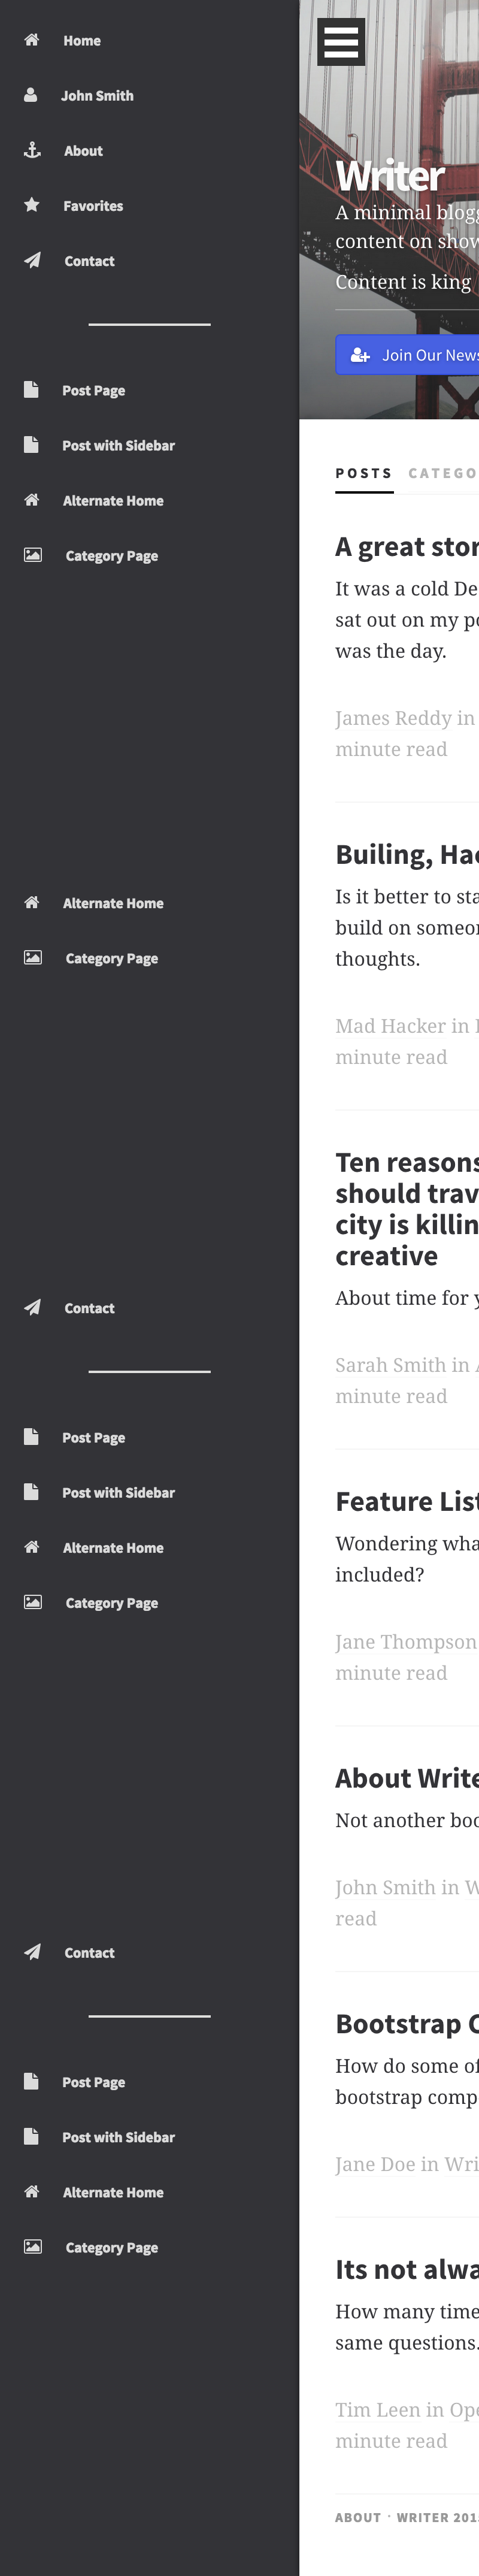 Home
John Smith
About
Favorites
Contact
Post Page
Post with Sidebar
Alternate Home
Category Page
Alternate Home
Category Page
Contact
Post Page
Post with Sidebar
Alternate Home
Category Page
Contact
Post Page
Post with Sidebar
Alternate Home
Category Page
Writer
A minimal blogg
content on show
Content is king
Join Our News
POSTS CATEGO
A great stor
It was a cold De
sat out on my po
was the day.
James Reddy in
minute read
Builing, Hac
Is it better to sta
build on someon
thoughts.
Mad Hacker in
minute read
Ten reasons
should trav
city is killin
creative
About time for y
Sarah Smith in A
minute read
Feature List
Wondering wha
included?
Jane Thompson
minute read
About Write
Not another boo
John Smith in W
read
Bootstrap C
How do some of
bootstrap comp
Jane Doe in Wri
Its not alwa
How many time
same questions.
Tim Leen in Ope
minute read
ABOUT · WRITER 201